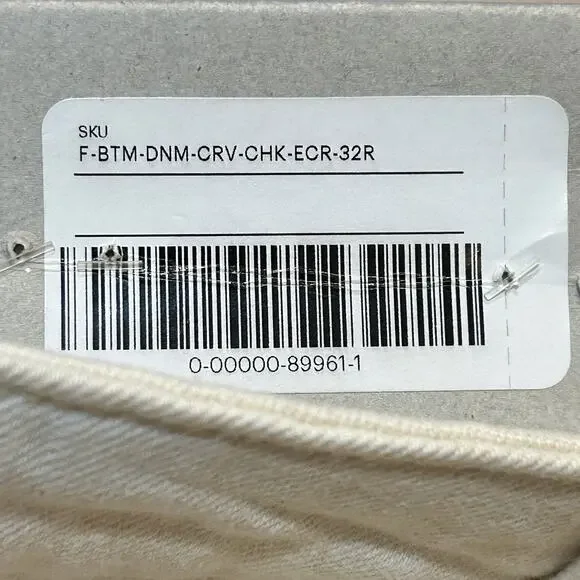 SKU
F-BTM-DNM-CRV-CHK-ECR-32R
0-00000-89961-1